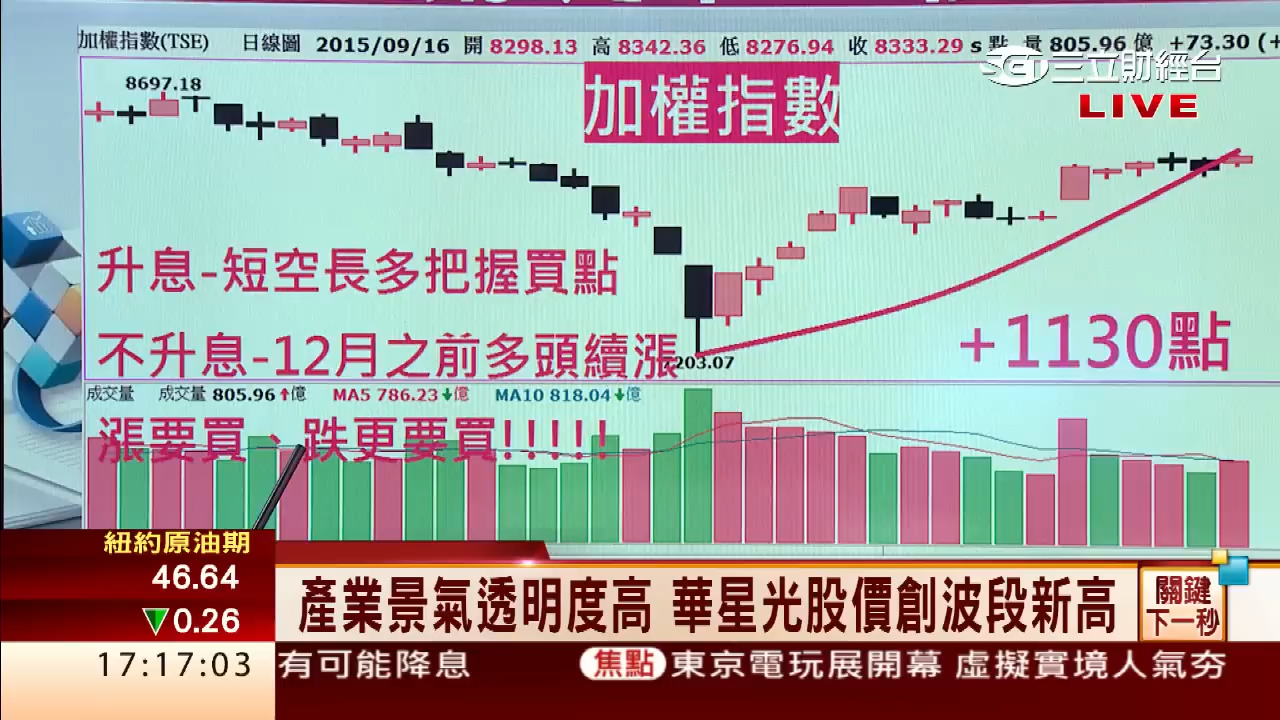 加權指數(TSE) 日線圖 2015/09/16 開 8298.13 高 8342.36 低 8276.94 收 8333.29 s 點 量 805.96 億 +73.30 (+
三立財經台
LIVE
8697.18
加權指數
升息-短空長多把握買點
不升息-12月之前多頭續漲
7203.07
+1130點
成交量 成交量 805.96↑億 MA5 786.23↓億 MA10 818.04↓億
漲要買、跌更要買!!!!!
紐約原油期
46.64
▼0.26
產業景氣透明度高 華星光股價創波段新高
關鍵
下一秒
17:17:03
有可能降息 焦點 東京電玩展開幕 虛擬實境人氣夯